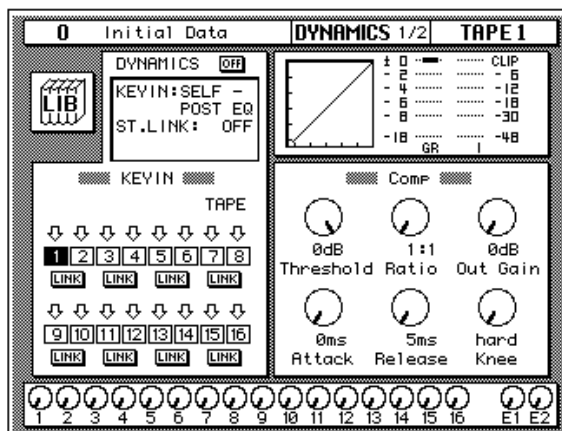 0 Initial Data DYNAMICS 1/2 TAPE 1
LIB
DYNAMICS OFF
KEYIN:SELF -
POST EQ
ST.LINK: OFF
± 0 CLIP
- 2 - 6
- 4 -12
- 6 -18
- 8 -30
-18 -48
GR I
KEYIN
TAPE
1 2 3 4 5 6 7 8
LINK LINK LINK LINK
9 10 11 12 13 14 15 16
LINK LINK LINK LINK
Comp
0dB 1:1 0dB
Threshold Ratio Out Gain
0ms 5ms hard
Attack Release Knee
1 2 3 4 5 6 7 8 9 10 11 12 13 14 15 16 E1 E2